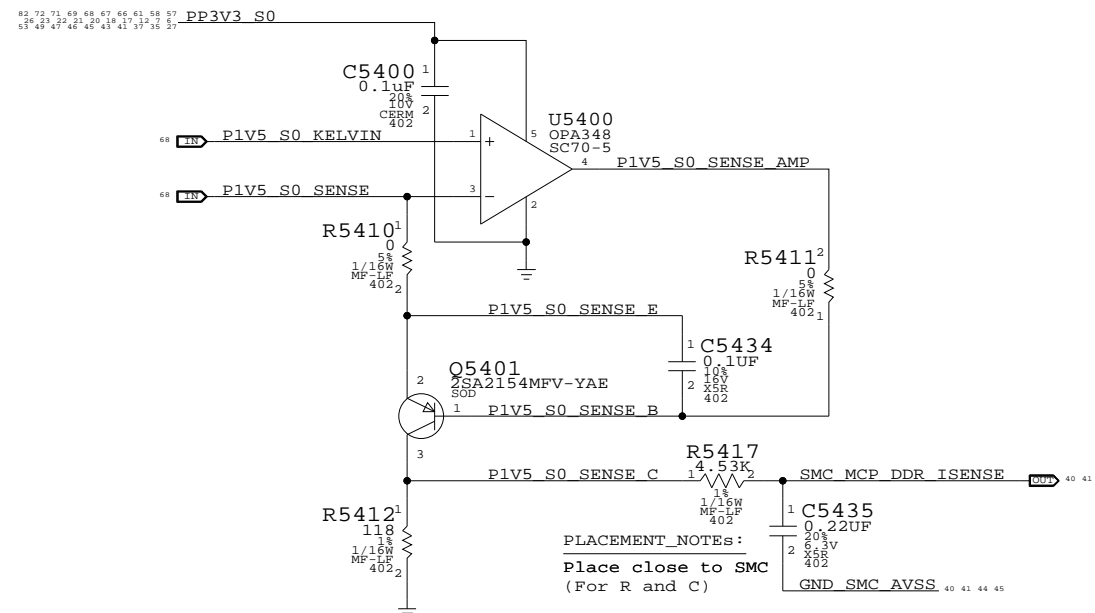 82 72 71 69 68 67 66 61 58 57
26 23 22 21 20 18 17 12 7 6
53 49 47 46 45 43 41 37 35 27
PP3V3_S0
C5400
0.1uF
20%
10V
CERM
402
1
2
U5400
OPA348
SC70-5
68 IN P1V5_S0_KELVIN
1
+
5
4
P1V5_S0_SENSE_AMP
68 IN P1V5_S0_SENSE
3
-
2
R5410
0
5%
1/16W
MF-LF
402
1
2
R5411
0
5%
1/16W
MF-LF
402
2
1
P1V5_S0_SENSE_E
C5434
0.1UF
10%
16V
X5R
402
1
2
Q5401
2SA2154MFV-YAE
SOD
2
1
3
P1V5_S0_SENSE_B
P1V5_S0_SENSE_C
R5417
4.53K
1
2
1%
1/16W
MF-LF
402
SMC_MCP_DDR_ISENSE
OUT 40 41
R5412
118
1%
1/16W
MF-LF
402
1
2
C5435
0.22UF
20%
6.3V
X5R
402
1
2
PLACEMENT_NOTEs:
Place close to SMC
(For R and C)
GND_SMC_AVSS 40 41 44 45